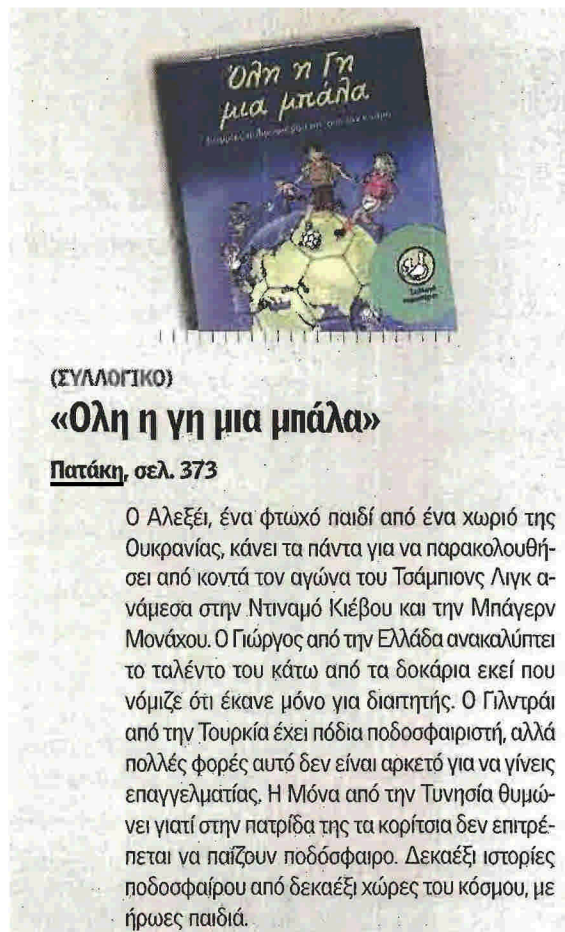 Όλη η Γη
μια μπάλα
(ΣΥΛΛΟΓΙΚΟ)
«Ολη η γη μια μπάλα»
Πατάκη, σελ. 373
Ο Αλεξέι, ένα φτωχό παιδί από ένα χωριό της
Ουκρανίας, κάνει τα πάντα για να παρακολουθή-
σει από κοντά τον αγώνα του Τσάμπιονς Λιγκ α-
νάμεσα στην Ντιναμό Κιέβου και την Μπάγερν
Μονάχου. Ο Γιώργος από την Ελλάδα ανακαλύπτει
το ταλέντο του κάτω από τα δοκάρια εκεί που
νόμιζε ότι έκανε μόνο για διαιτητής. Ο Γιλντράι
από την Τουρκία έχει πόδια ποδοσφαιριστή, αλλά
πολλές φορές αυτό δεν είναι αρκετό για να γίνεις
επαγγελματίας. Η Μόνα από την Τυνησία θυμώ-
νει γιατί στην πατρίδα της τα κορίτσια δεν επιτρέ-
πεται να παίζουν ποδόσφαιρο. Δεκαέξι ιστορίες
ποδοσφαίρου από δεκαέξι χώρες του κόσμου, με
ήρωες παιδιά.